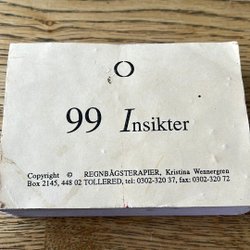 O
99 Insikter
Copyright © REGNBÅGSTERAPIER, Kristina Wennergren
Box 2145, 448 02 TOLLERED, tel; 0302-320 37, fax: 0302-320 72